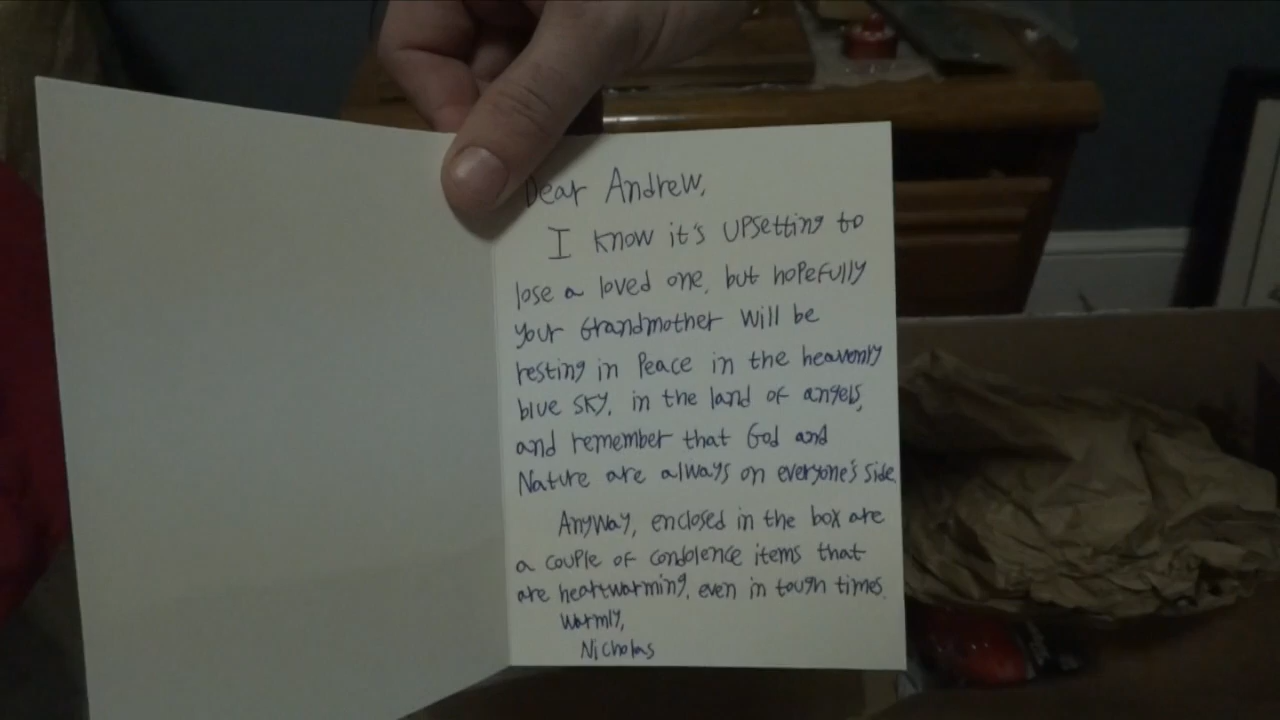 Dear Andrew,
I know it's upsetting to
lose a loved one, but hopefully
your Grandmother will be
resting in Peace in the heavenly
blue sky, in the land of angels,
and remember that God and
Nature are always on everyone's side.
Anyway, enclosed in the box are
a couple of condolence items that
are heartwarming, even in tough times.
Warmly,
Nicholas